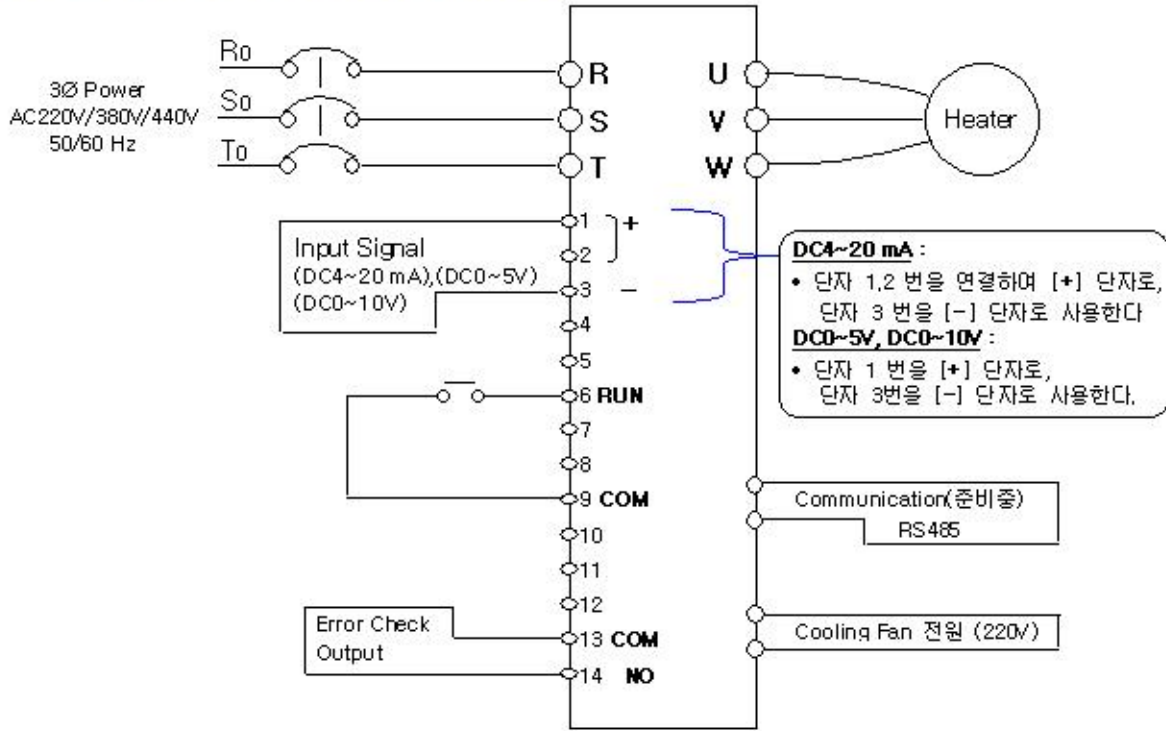 3Ø Power
AC220V/380V/440V
50/60 Hz
Ro
So
To
R
S
T
U
V
W
Heater
1
+
2
3
−
4
5
6 RUN
7
8
9 COM
10
11
12
13 COM
14 NO
Input Signal
(DC4~20 mA),(DC0~5V)
(DC0~10V)
DC4~20 mA :
• 단자 1,2 번을 연결하며 [+] 단자로,
단자 3 번을 [-] 단자로 사용한다
DC0~5V, DC0~10V :
• 단자 1 번을 [+] 단자로,
단자 3번을 [-] 단자로 사용한다.
Communication(준비중)
RS485
Error Check
Output
Cooling Fan 전원 (220V)